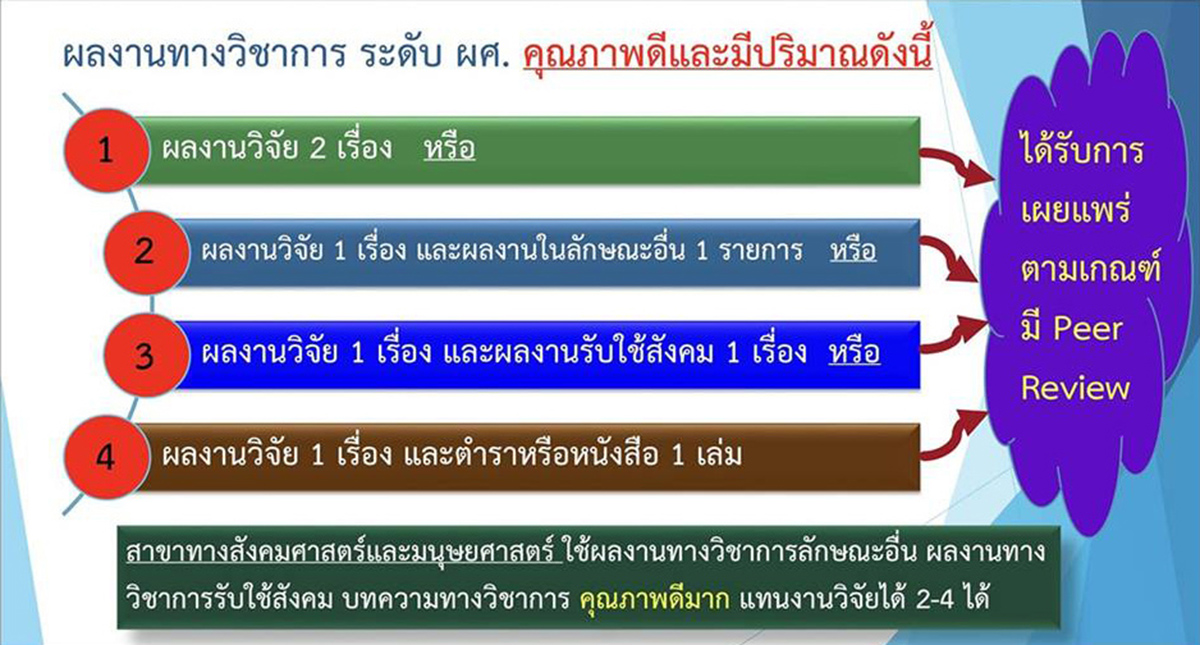 ผลงานทางวิชาการ ระดับ ผศ. คุณภาพดีและมีปริมาณดังนี้
1 ผลงานวิจัย 2 เรื่อง หรือ
2 ผลงานวิจัย 1 เรื่อง และผลงานในลักษณะอื่น 1 รายการ หรือ
3 ผลงานวิจัย 1 เรื่อง และผลงานรับใช้สังคม 1 เรื่อง หรือ
4 ผลงานวิจัย 1 เรื่อง และตำราหรือหนังสือ 1 เล่ม
ได้รับการ
เผยแพร่
ตามเกณฑ์
มี Peer
Review
สาขาทางสังคมศาสตร์และมนุษยศาสตร์ ใช้ผลงานทางวิชาการลักษณะอื่น ผลงานทาง
วิชาการรับใช้สังคม บทความทางวิชาการ คุณภาพดีมาก แทนงานวิจัยได้ 2-4 ได้